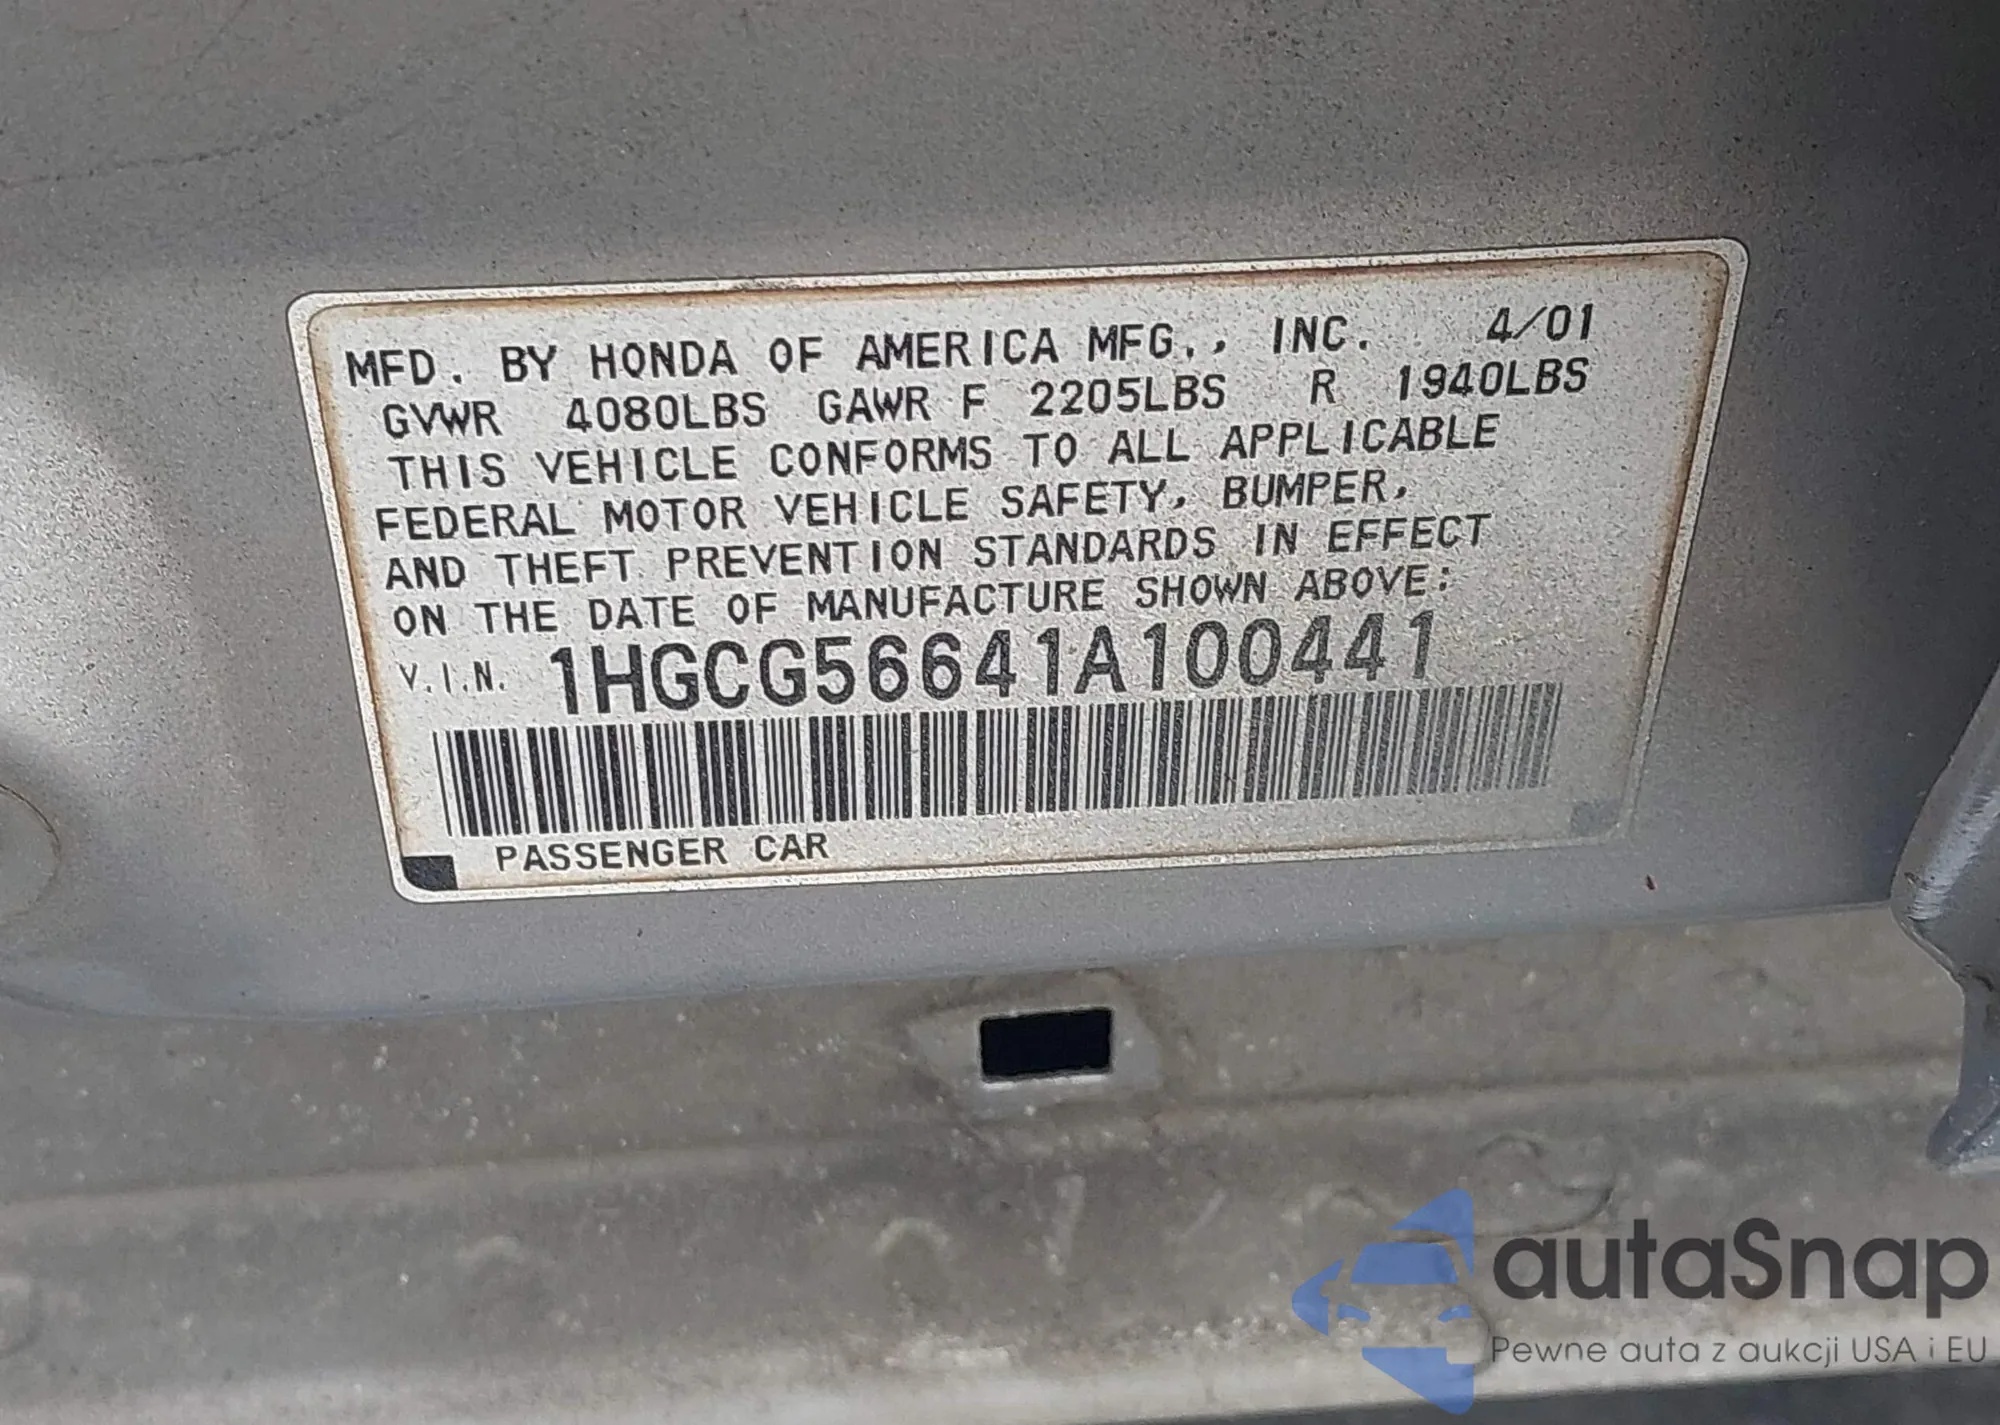 MFD. BY HONDA OF AMERICA MFG., INC. 4/01
GVWR 4080LBS GAWR F 2205LBS R 1940LBS
THIS VEHICLE CONFORMS TO ALL APPLICABLE
FEDERAL MOTOR VEHICLE SAFETY, BUMPER,
AND THEFT PREVENTION STANDARDS IN EFFECT
ON THE DATE OF MANUFACTURE SHOWN ABOVE:
V.I.N. 1HGCG56641A100441
PASSENGER CAR
autaSnap
Pewne auta z aukcji USA i EU